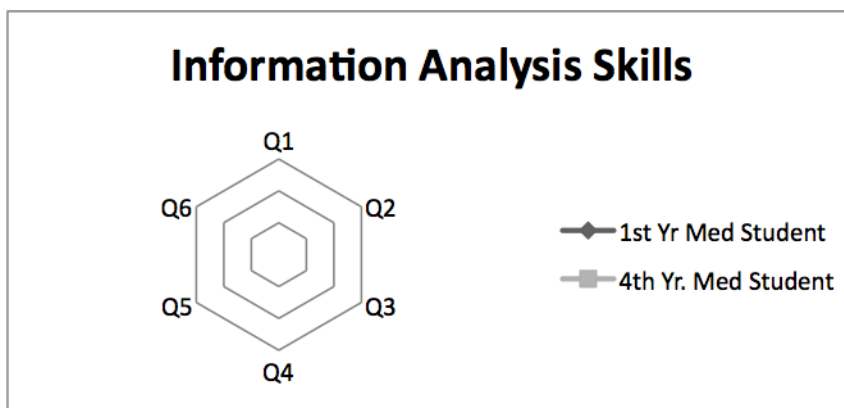 Information Analysis Skills
Q1
Q6
Q2
1st Yr Med Student
4th Yr. Med Student
Q5
Q3
Q4